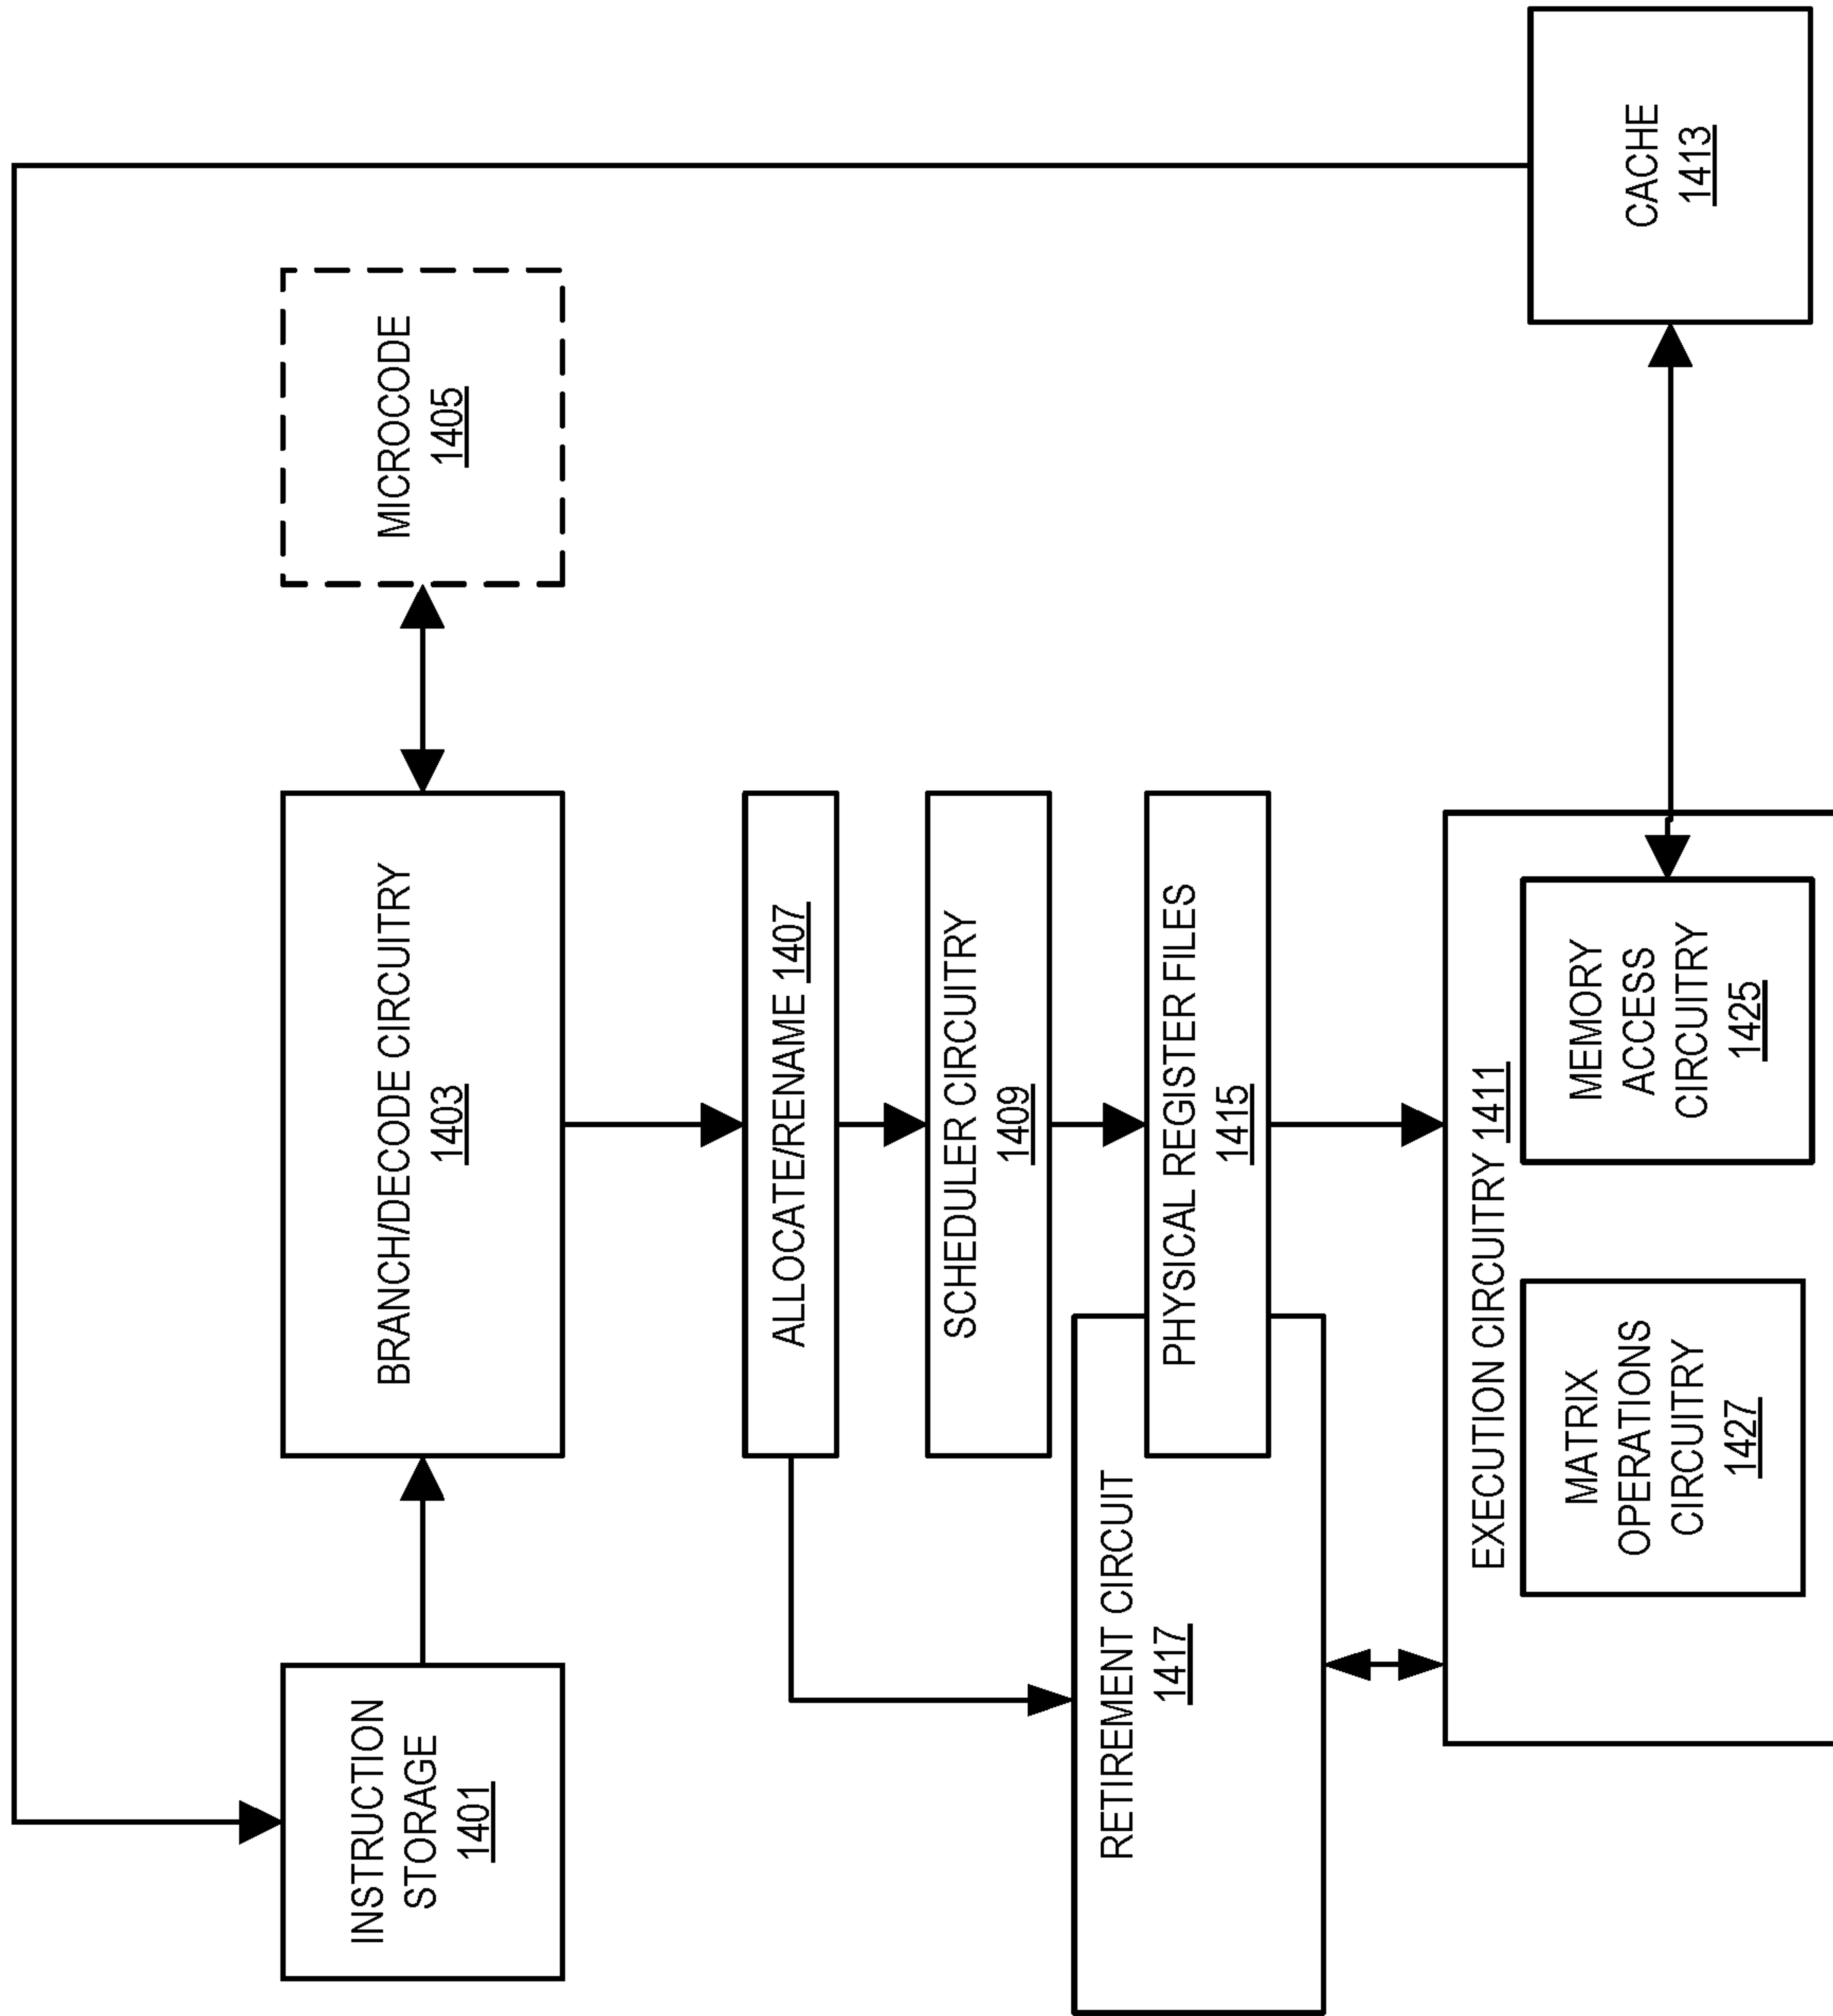 INSTRUCTION
STORAGE
1401
BRANCH/DECODE CIRCUITRY
1403
MICROCODE
1405
ALLOCATE/RENAME 1407
SCHEDULER CIRCUITRY
1409
RETIREMENT CIRCUIT
1417
PHYSICAL REGISTER FILES
1415
EXECUTION CIRCUITRY 1411
MATRIX
OPERATIONS
CIRCUITRY
1427
MEMORY
ACCESS
CIRCUITRY
1425
CACHE
1413